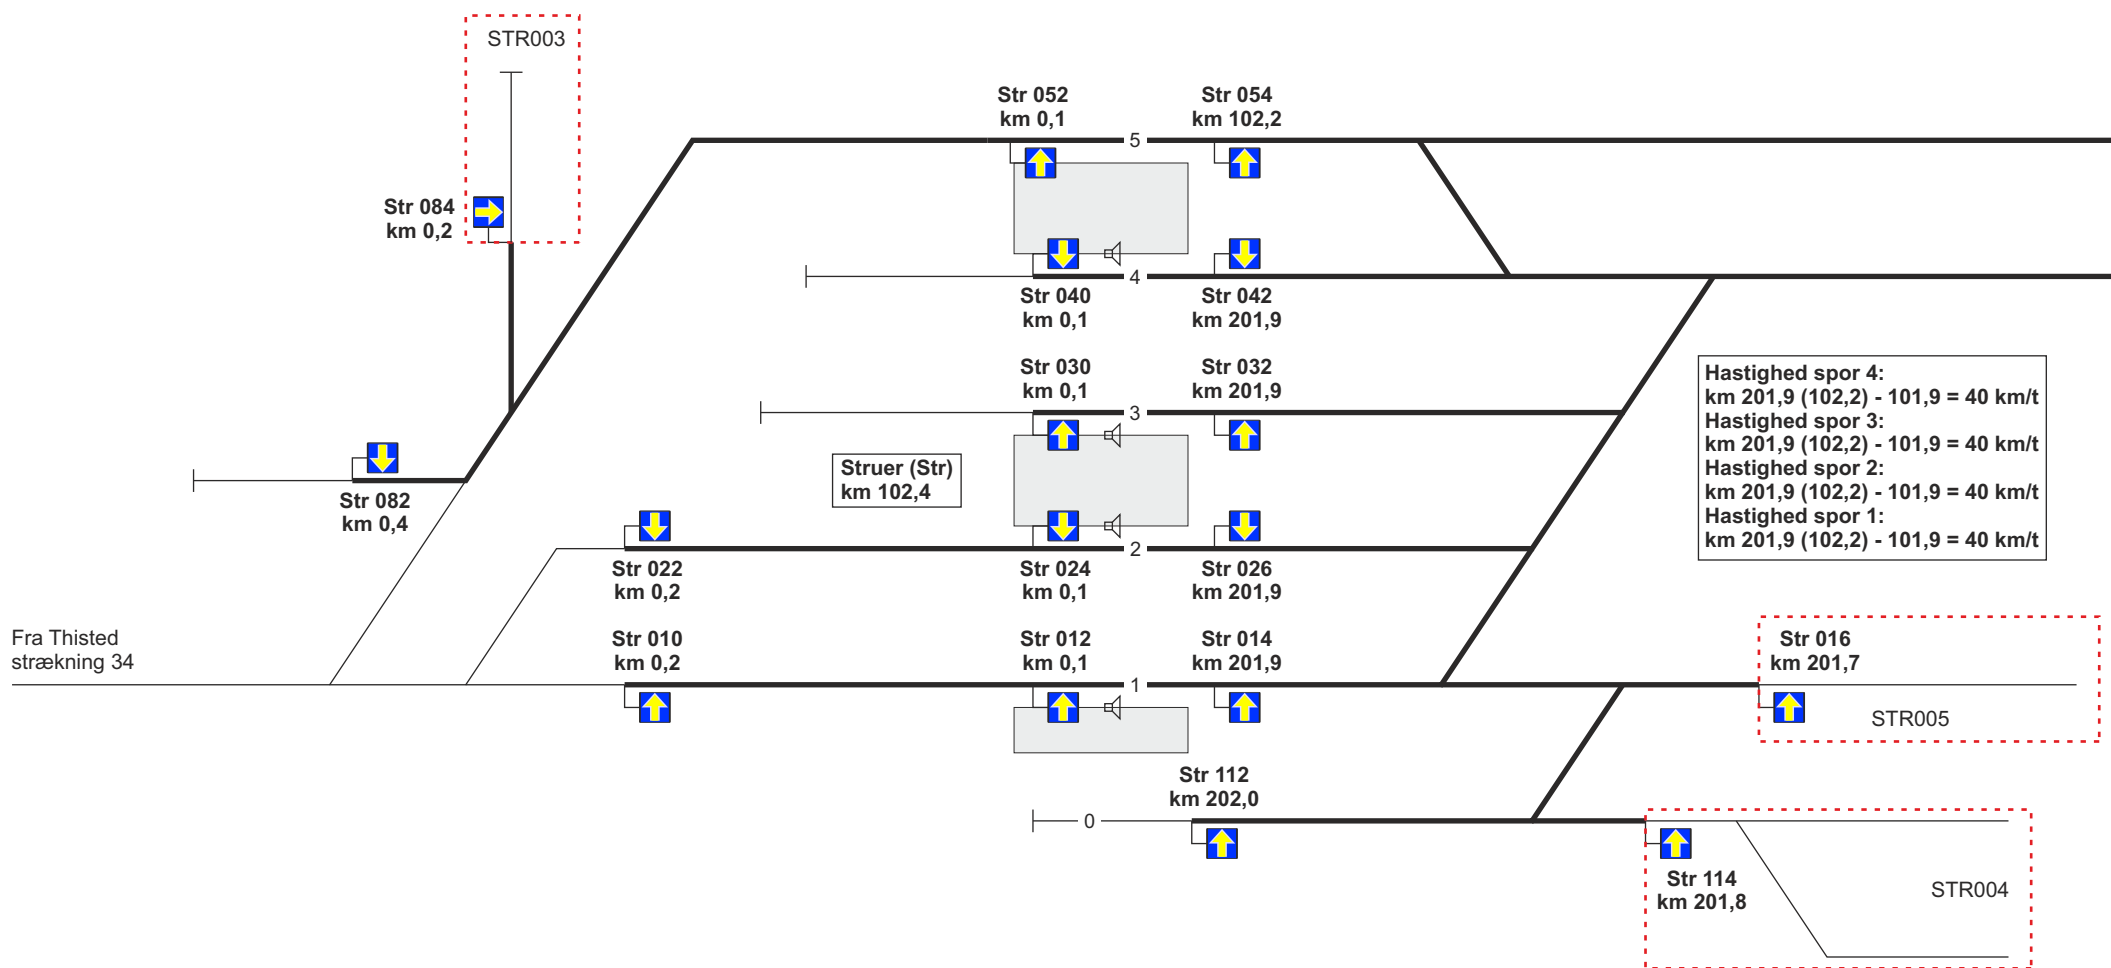 STR003
Str 052
km 0,1
Str 054
km 102,2
5
Str 084
km 0,2
4
Str 040
km 0,1
Str 042
km 201,9
Str 030
km 0,1
Str 032
km 201,9
3
Hastighed spor 4:
km 201,9 (102,2) - 101,9 = 40 km/t
Hastighed spor 3:
km 201,9 (102,2) - 101,9 = 40 km/t
Hastighed spor 2:
km 201,9 (102,2) - 101,9 = 40 km/t
Hastighed spor 1:
km 201,9 (102,2) - 101,9 = 40 km/t
Struer (Str)
km 102,4
Str 082
km 0,4
2
Str 022
km 0,2
Str 024
km 0,1
Str 026
km 201,9
Fra Thisted
strækning 34
Str 010
km 0,2
Str 012
km 0,1
Str 014
km 201,9
Str 016
km 201,7
1
STR005
Str 112
km 202,0
0
Str 114
km 201,8
STR004